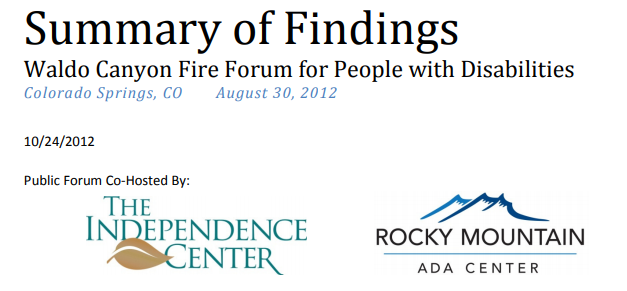 Summary of Findings
Waldo Canyon Fire Forum for People with Disabilities
Colorado Springs, CO August 30, 2012
10/24/2012
Public Forum Co-Hosted By:
THE
INDEPENDENCE
CENTER
ROCKY MOUNTAIN
ADA CENTER